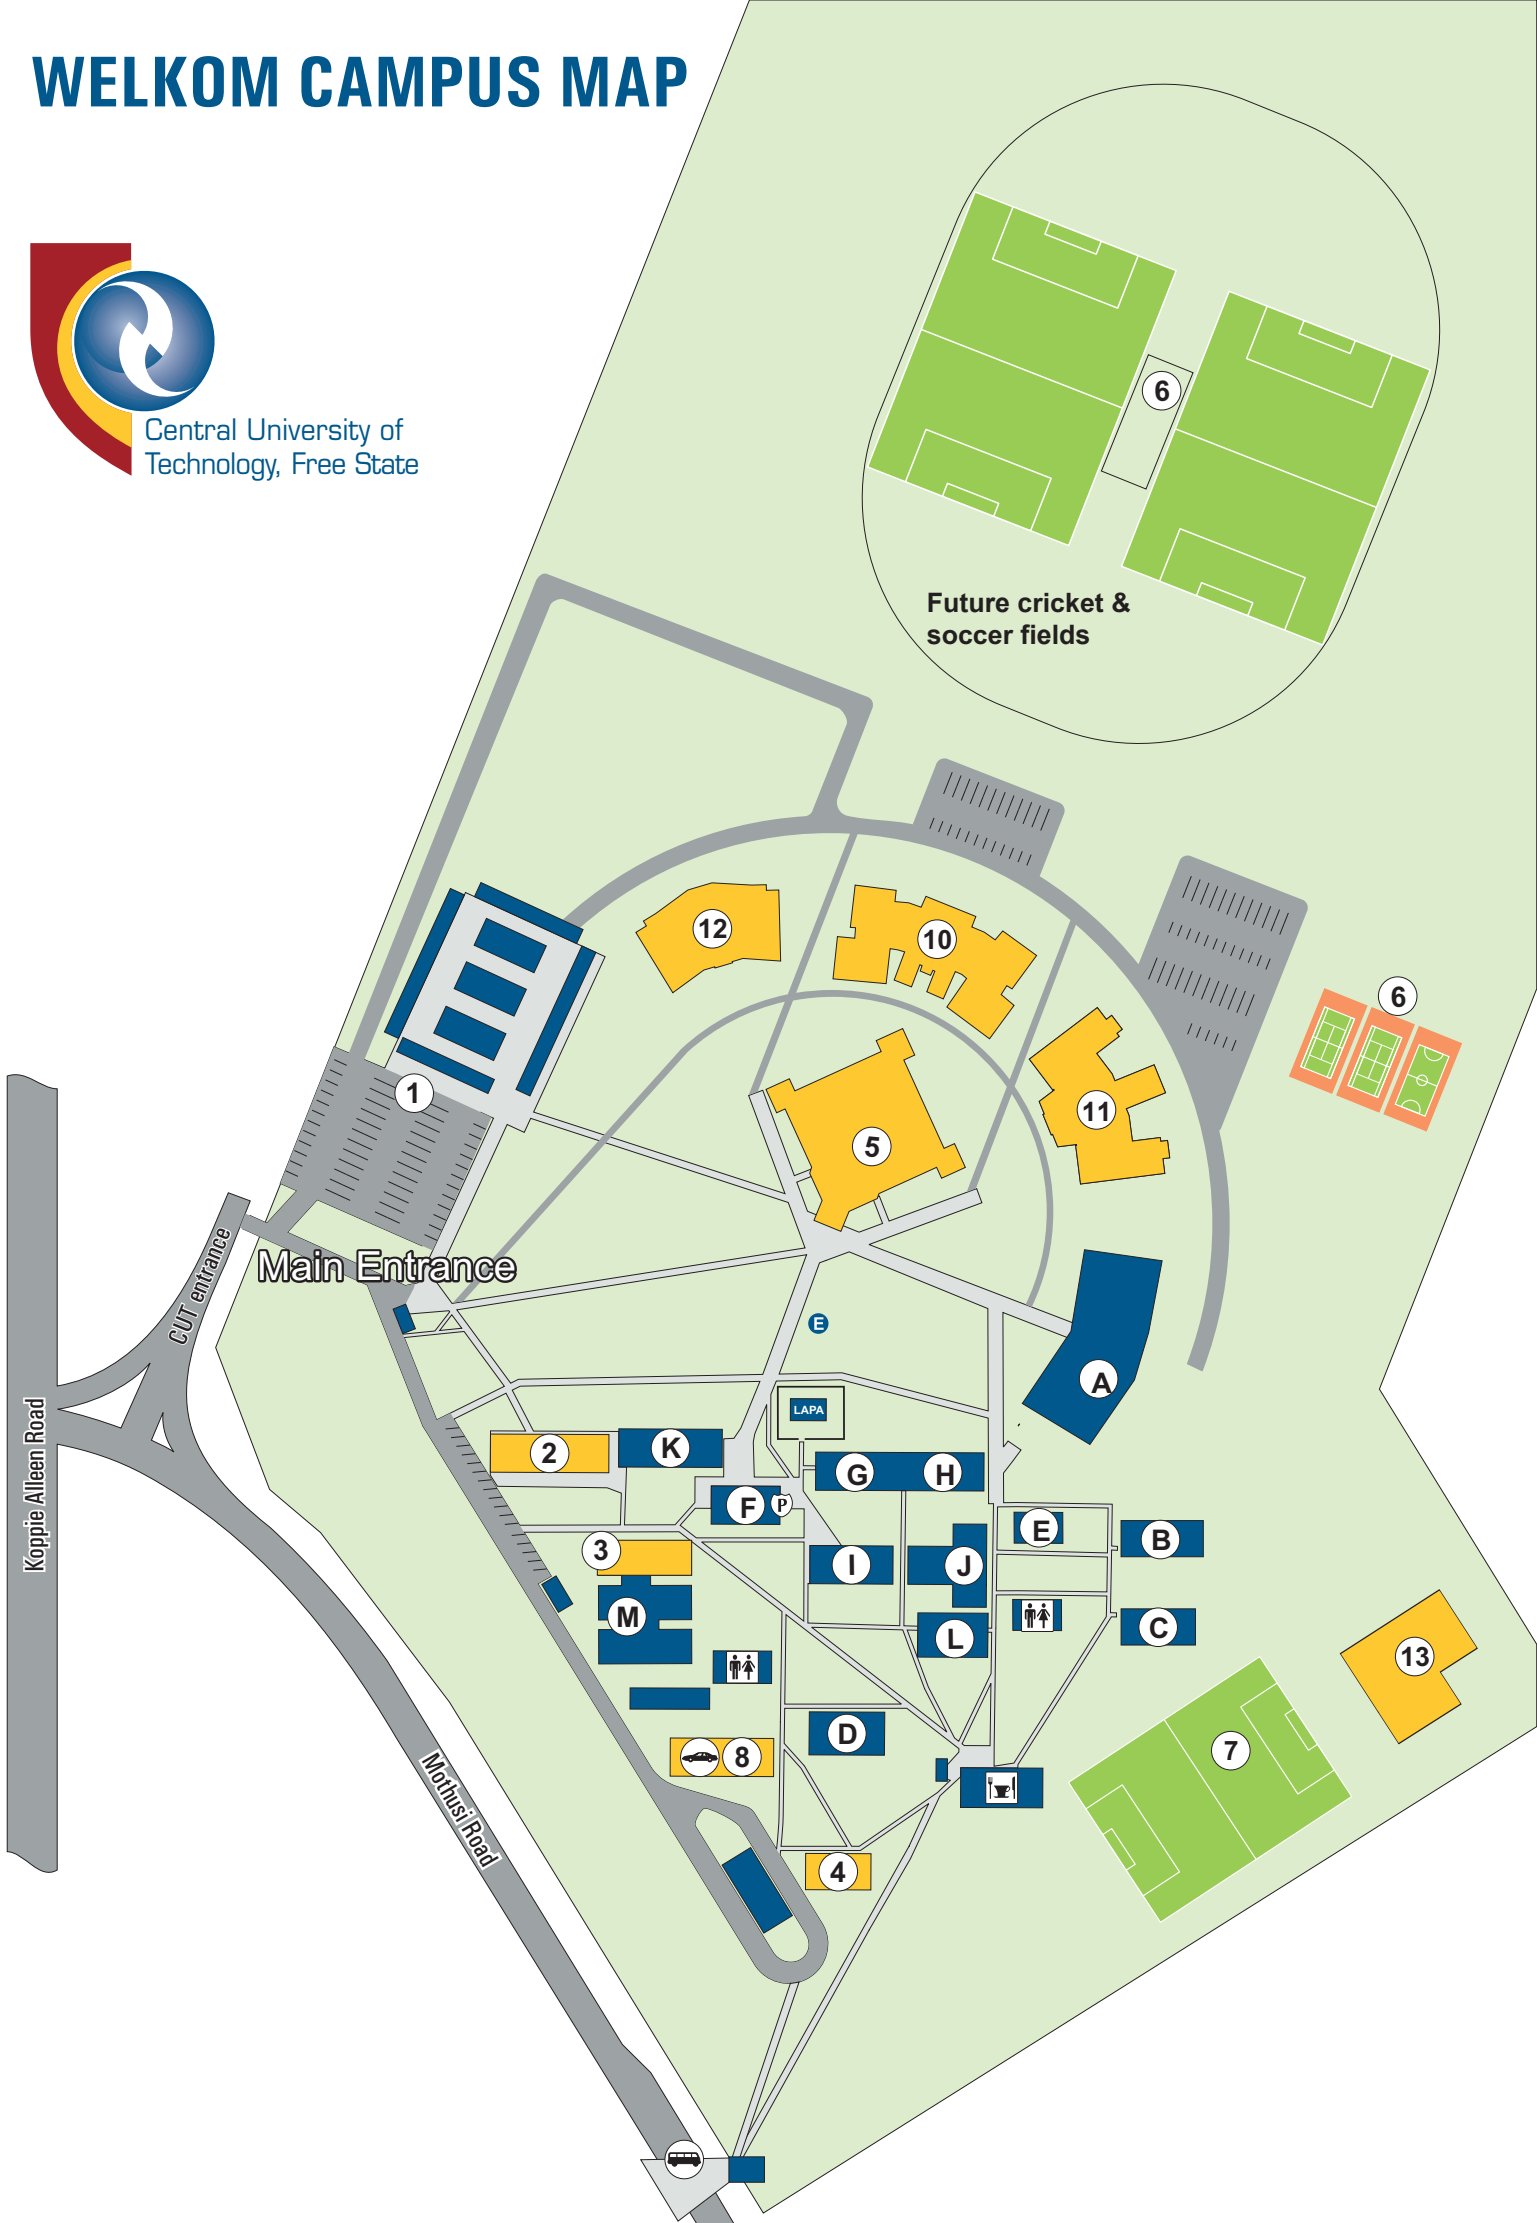 WELKOM CAMPUS MAP
Central University of
Technology, Free State
6
Future cricket &
soccer fields
12
10
6
1
11
5
CUT entrance
Main Entrance
E
A
Koppie Alleen Road
LAPA
2
K
G
H
F
P
E
B
3
I
J
M
L
C
13
D
7
8
Mothusi Road
4